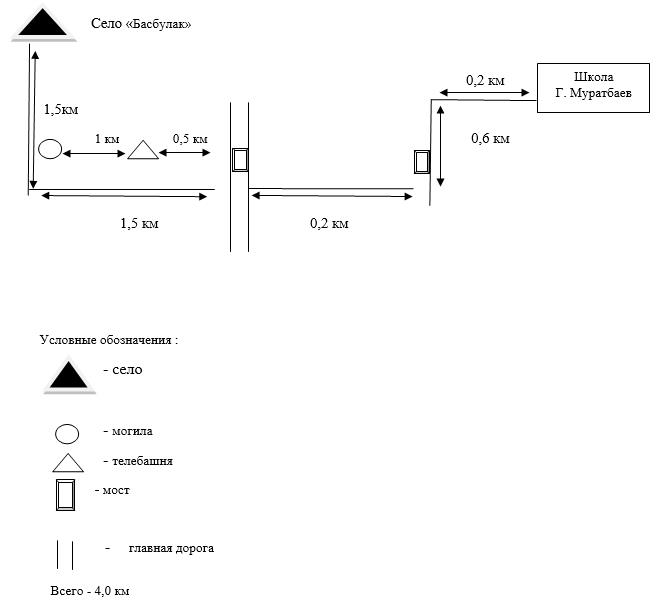 Село «Басбулак»
0,2 км
Школа
Г. Муратбаев
1,5км
1 км
0,5 км
0,6 км
1,5 км
0,2 км
Условные обозначения :
- село
- могила
- телебашня
- мост
- главная дорога
Всего - 4,0 км